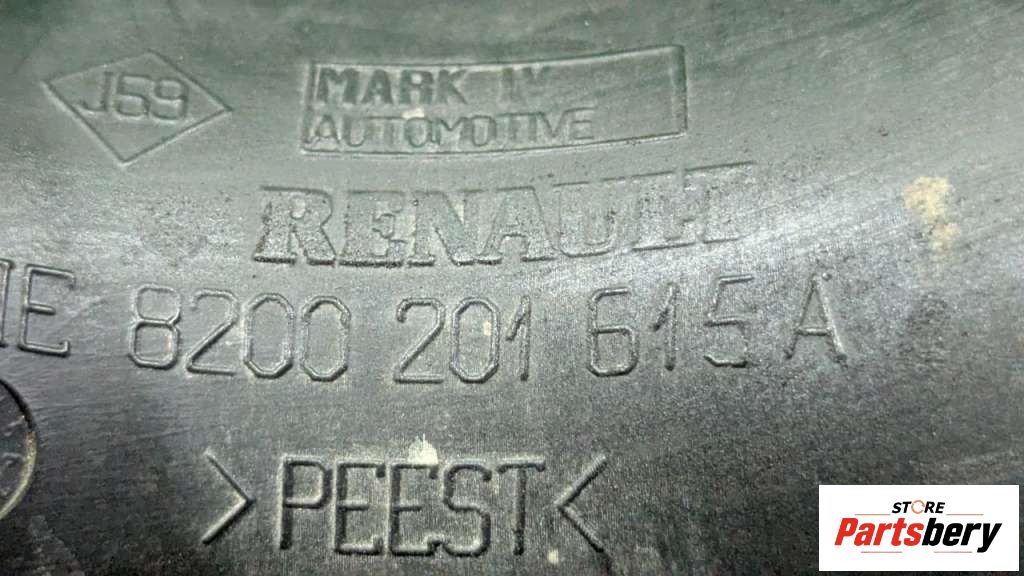 J59
MARK IV
AUTOMOTIVE
RENAULT
8200 201 615 A
>PEEST<
STORE
Partsbery